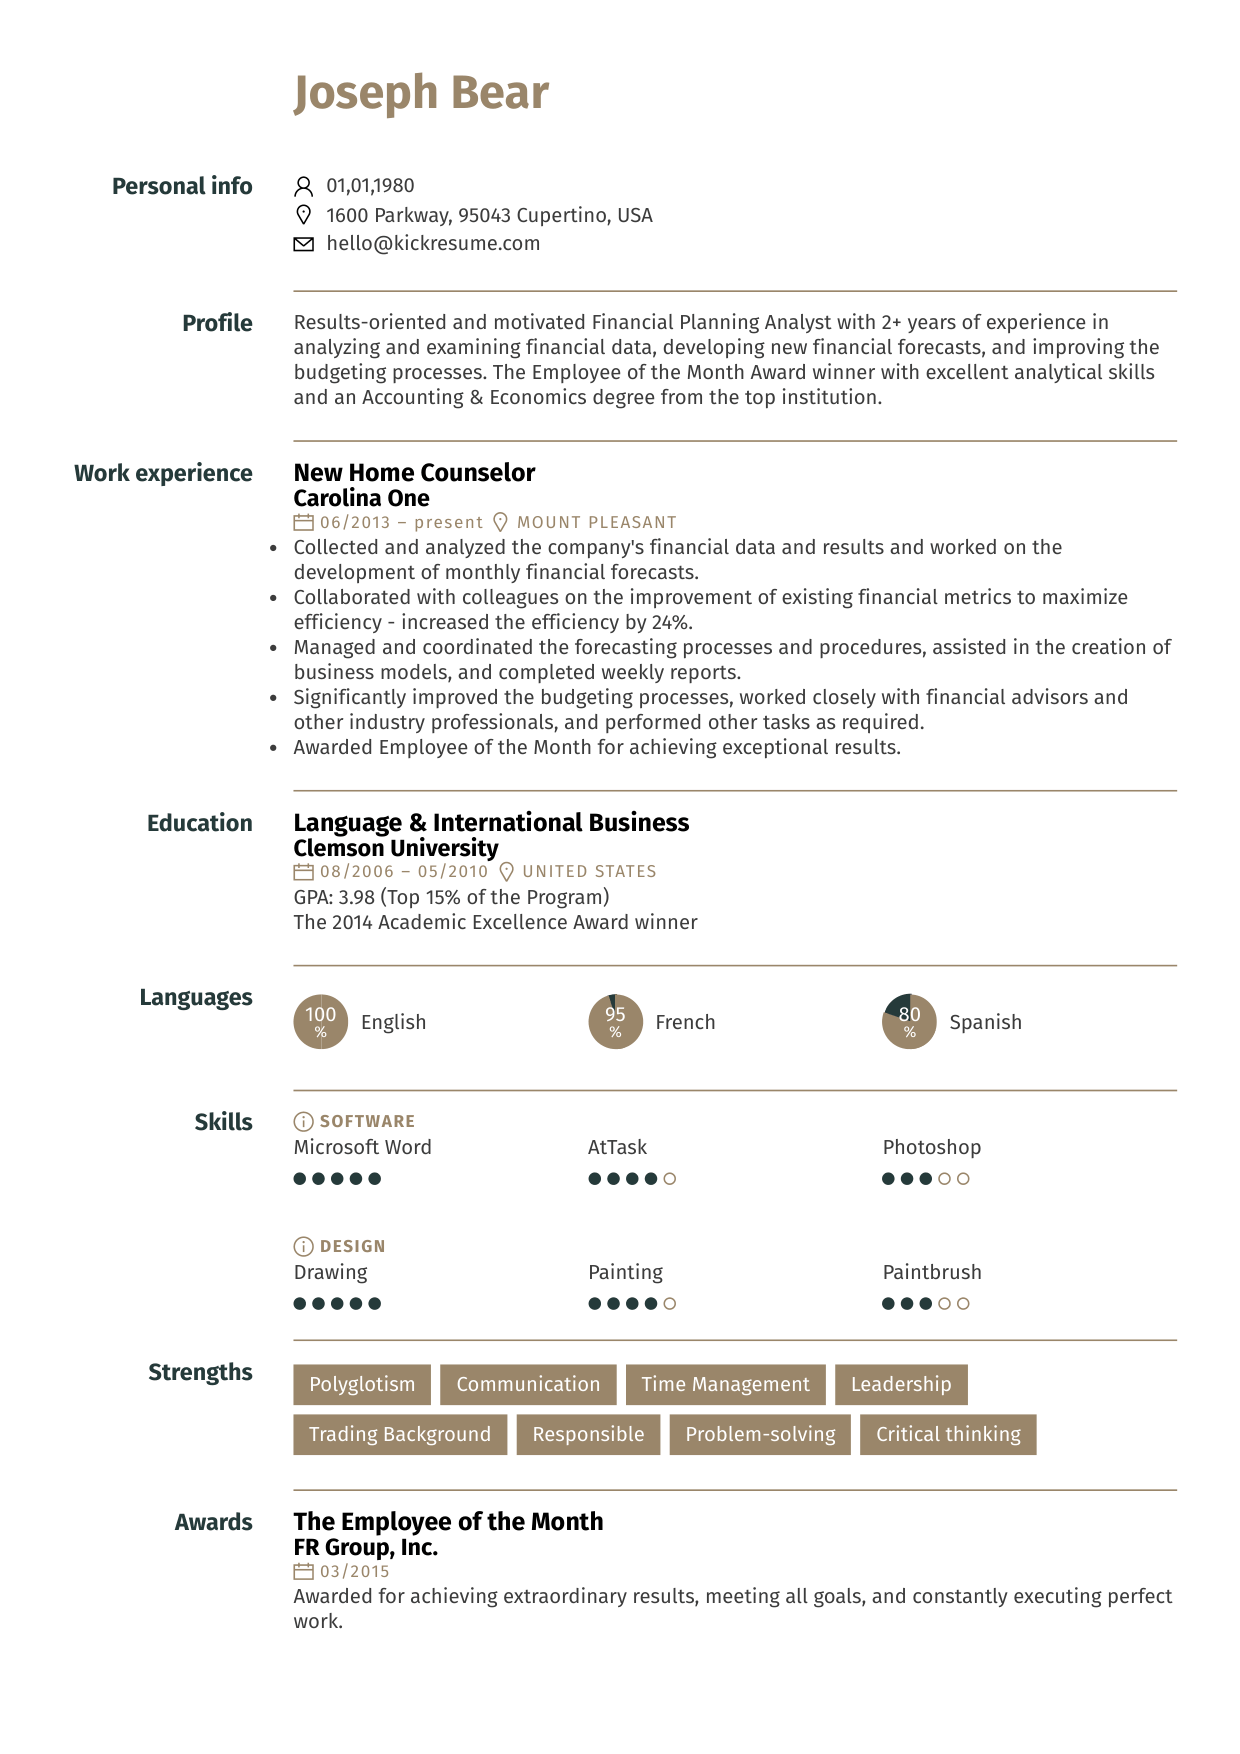 Joseph Bear
Personal info
01,01,1980
1600 Parkway, 95043 Cupertino, USA
hello@kickresume.com
Profile
Results-oriented and motivated Financial Planning Analyst with 2+ years of experience in
analyzing and examining financial data, developing new financial forecasts, and improving the
budgeting processes. The Employee of the Month Award winner with excellent analytical skills
and an Accounting & Economics degree from the top institution.
Work experience
New Home Counselor
Carolina One
06/2013 – present MOUNT PLEASANT
• Collected and analyzed the company's financial data and results and worked on the
development of monthly financial forecasts.
• Collaborated with colleagues on the improvement of existing financial metrics to maximize
efficiency - increased the efficiency by 24%.
• Managed and coordinated the forecasting processes and procedures, assisted in the creation of
business models, and completed weekly reports.
• Significantly improved the budgeting processes, worked closely with financial advisors and
other industry professionals, and performed other tasks as required.
• Awarded Employee of the Month for achieving exceptional results.
Education
Language & International Business
Clemson University
08/2006 – 05/2010 UNITED STATES
GPA: 3.98 (Top 15% of the Program)
The 2014 Academic Excellence Award winner
Languages
100
%
English
95
%
French
80
%
Spanish
Skills
SOFTWARE
Microsoft Word AtTask Photoshop
DESIGN
Drawing Painting Paintbrush
Strengths
Polyglotism Communication Time Management Leadership
Trading Background Responsible Problem-solving Critical thinking
Awards
The Employee of the Month
FR Group, Inc.
03/2015
Awarded for achieving extraordinary results, meeting all goals, and constantly executing perfect
work.